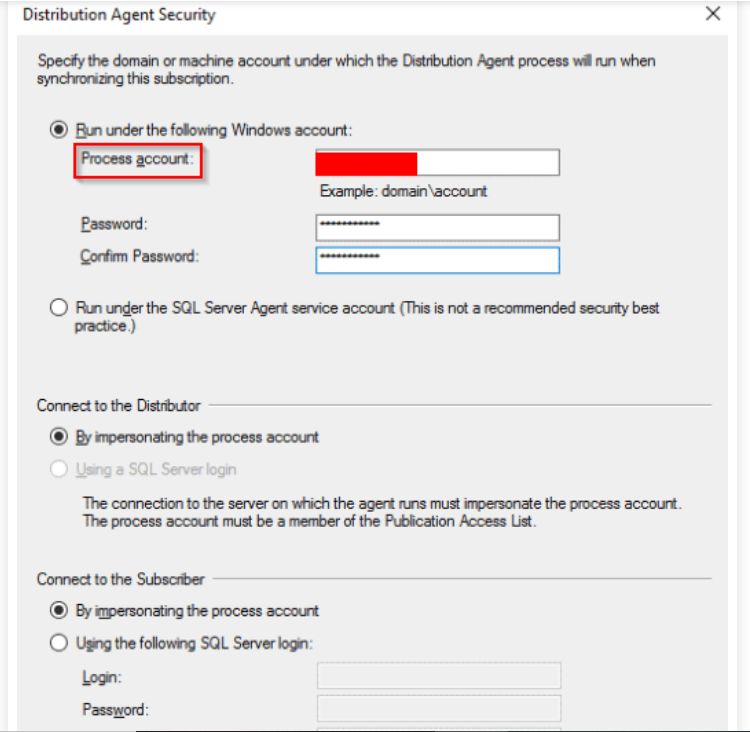 Distribution Agent Security
Specify the domain or machine account under which the Distribution Agent process will run when
synchronizing this subscription.
Run under the following Windows account:
Process account:
Example: domain\account
Password:
***********
Confirm Password:
***********
Run under the SQL Server Agent service account (This is not a recommended security best
practice.)
Connect to the Distributor
By impersonating the process account
Using a SQL Server login
The connection to the server on which the agent runs must impersonate the process account.
The process account must be a member of the Publication Access List.
Connect to the Subscriber
By impersonating the process account
Using the following SQL Server login:
Login:
Password: